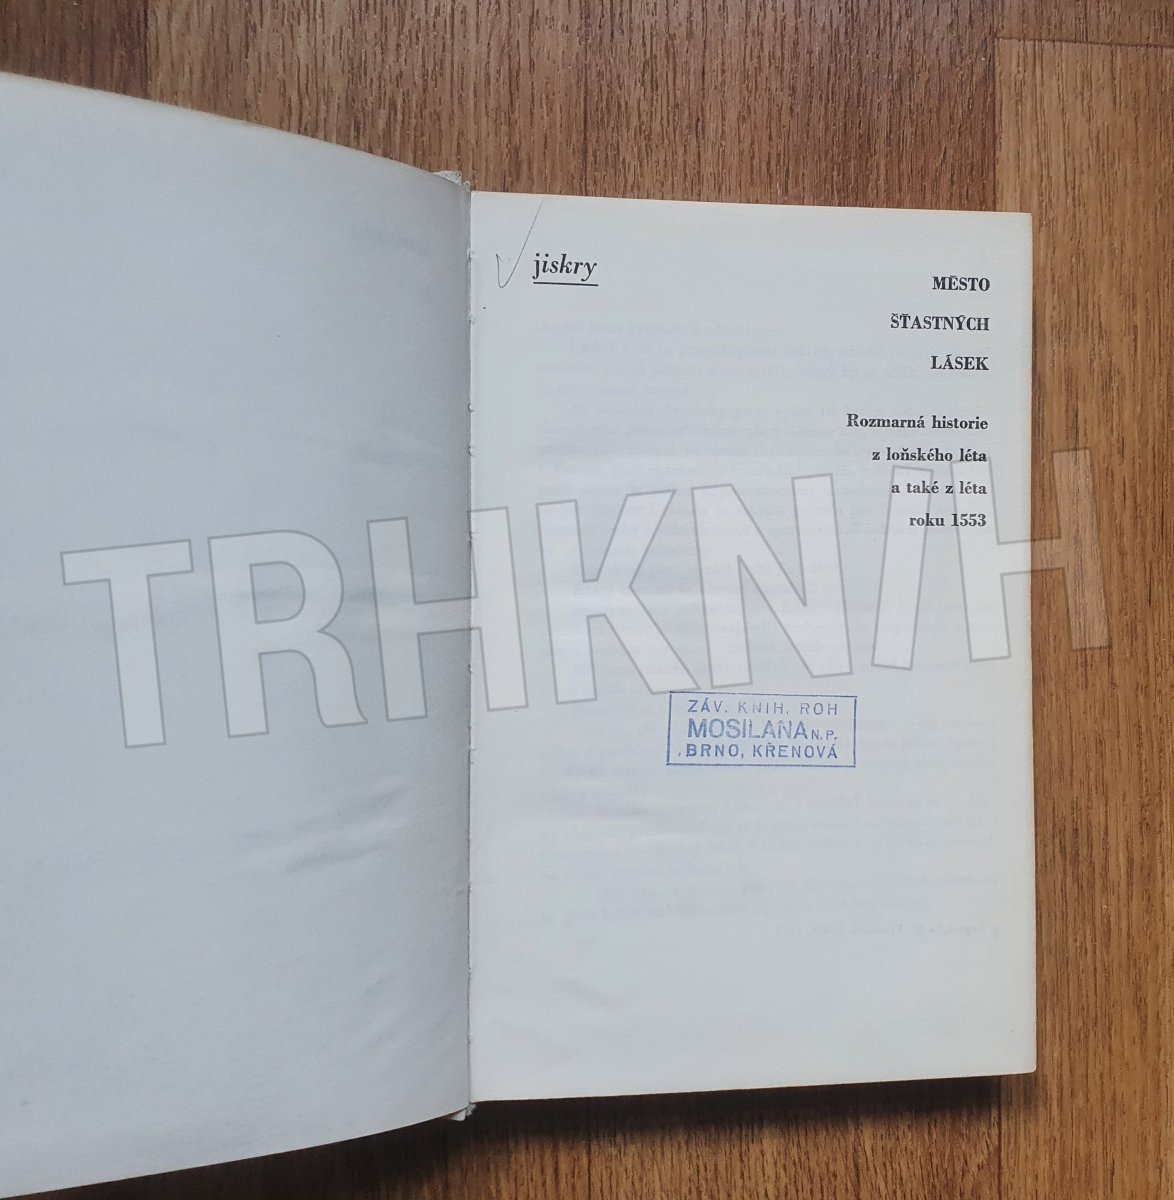 jiskry
MĚSTO
ŠŤASTNÝCH
LÁSEK
Rozmarná historie
z loňského léta
a také z léta
roku 1553
TRHKNIH
ZÁV. KNIH. ROH
MOSILANA N.P.
BRNO, KŘENOVÁ